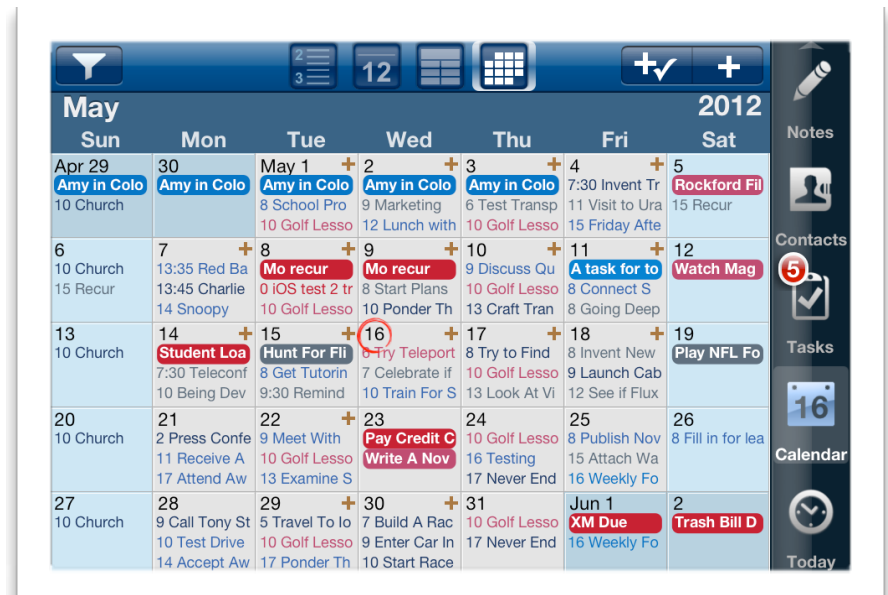 2
3
12
May
2012
Sun Mon Tue Wed Thu Fri Sat
Apr 29 30 May 1 2 3 4 5
Amy in Colo Amy in Colo Amy in Colo Amy in Colo Amy in Colo 7:30 Invent Tr Rockford Fil
10 Church 8 School Pro 9 Marketing 6 Test Transp 11 Visit to Ura 15 Recur
10 Golf Lesso 12 Lunch with 10 Golf Lesso 15 Friday Afte
6 7 8 9 10 11 12
10 Church 13:35 Red Ba Mo recur Mo recur 9 Discuss Qu A task for to Watch Mag
15 Recur 13:45 Charlie 0 iOS test 2 tr 8 Start Plans 10 Golf Lesso 8 Connect S
14 Snoopy 10 Golf Lesso 10 Ponder Th 13 Craft Tran 8 Going Deep
13 14 15 16 17 18 19
10 Church Student Loa Hunt For Fli 6 Try Teleport 8 Try to Find 8 Invent New Play NFL Fo
7:30 Teleconf 8 Get Tutorin 7 Celebrate if 10 Golf Lesso 9 Launch Cab
10 Being Dev 9:30 Remind 10 Train For S 13 Look At Vi 12 See if Flux
20 21 22 23 24 25 26
10 Church 2 Press Confe 9 Meet With Pay Credit C 10 Golf Lesso 8 Publish Nov 8 Fill in for lea
11 Receive A 10 Golf Lesso Write A Nov 16 Testing 15 Attach Wa
17 Attend Aw 13 Examine S 17 Never End 16 Weekly Fo
27 28 29 30 31 Jun 1 2
10 Church 9 Call Tony St 5 Travel To lo 7 Build A Rac 10 Golf Lesso XM Due Trash Bill D
10 Test Drive 10 Golf Lesso 9 Enter Car In 17 Never End 16 Weekly Fo
14 Accept Aw 17 Ponder Th 10 Start Race
Notes
Contacts
5
Tasks
16
Calendar
Today